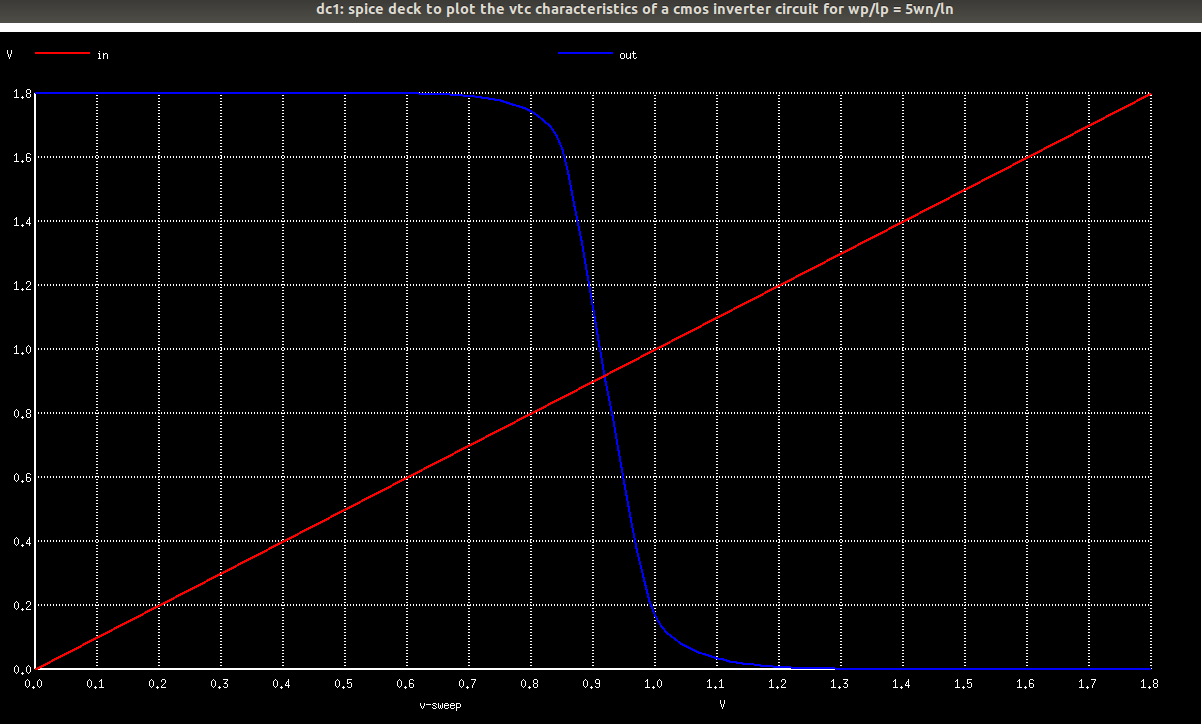 dc1: spice deck to plot the vtc characteristics of a cmos inverter circuit for wp/lp = 5wn/ln
V in out
1.8
1.6
1.4
1.2
1.0
0.8
0.6
0.4
0.2
0.0
0.0 0.1 0.2 0.3 0.4 0.5 0.6 0.7 0.8 0.9 1.0 1.1 1.2 1.3 1.4 1.5 1.6 1.7 1.8
v-sweep V